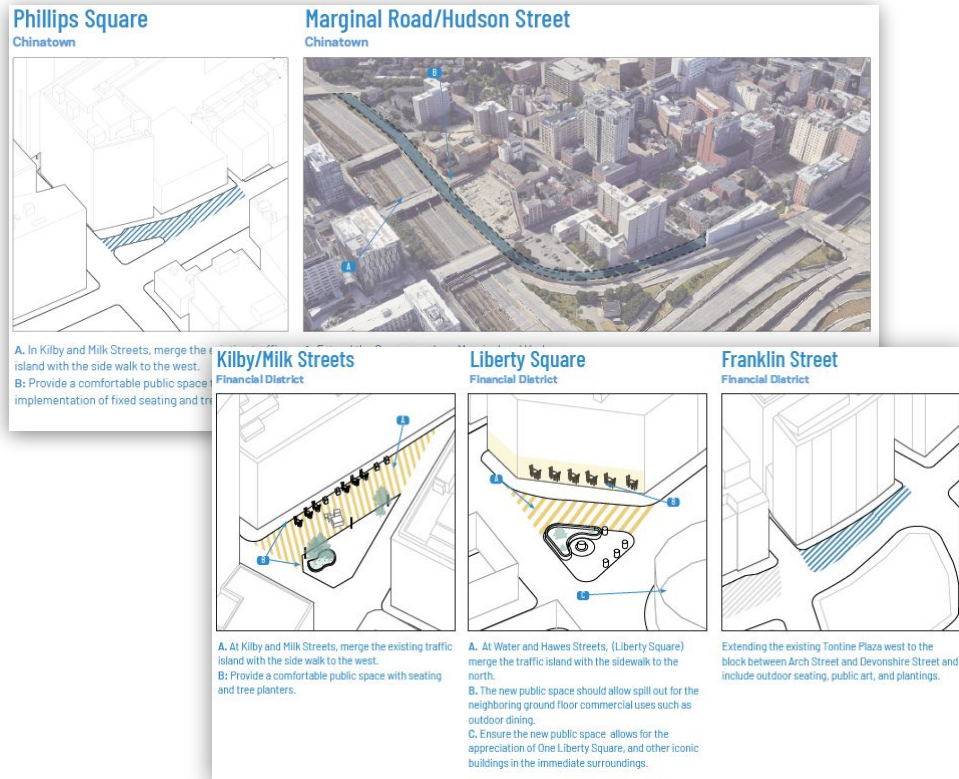 Phillips Square
Chinatown
Marginal Road/Hudson Street
Chinatown
B
A
A. In Kilby and Milk Streets, merge the
island with the side walk to the west.
B: Provide a comfortable public space
implementation of fixed seating and
Kilby/Milk Streets
Financial District
A
B
A. At Kilby and Milk Streets, merge the existing traffic
island with the side walk to the west.
B: Provide a comfortable public space with seating
and tree planters.
Liberty Square
Financial District
A
B
C
A. At Water and Hawes Streets, (Liberty Square)
merge the traffic island with the sidewalk to the
north.
B. The new public space should allow spill out for the
neighboring ground floor commercial uses such as
outdoor dining.
C. Ensure the new public space allows for the
appreciation of One Liberty Square, and other iconic
buildings in the immediate surroundings.
Franklin Street
Financial District
Extending the existing Tontine Plaza west to the
block between Arch Street and Devonshire Street and
include outdoor seating, public art, and plantings.